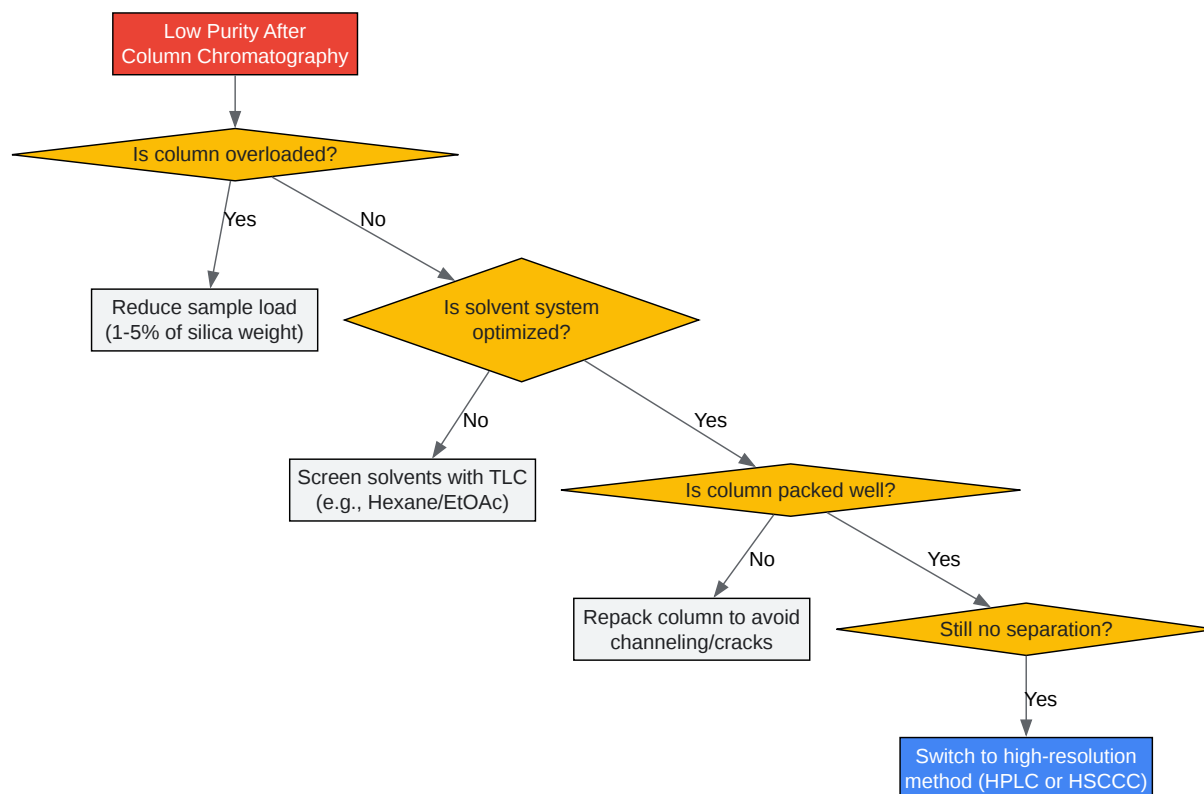 Low Purity After
Column Chromatography
Is column overloaded?
Yes
No
Reduce sample load
(1-5% of silica weight)
Is solvent system
optimized?
No
Yes
Screen solvents with TLC
(e.g., Hexane/EtOAc)
Is column packed well?
No
Yes
Repack column to avoid
channeling/cracks
Still no separation?
Yes
Switch to high-resolution
method (HPLC or HSCCC)